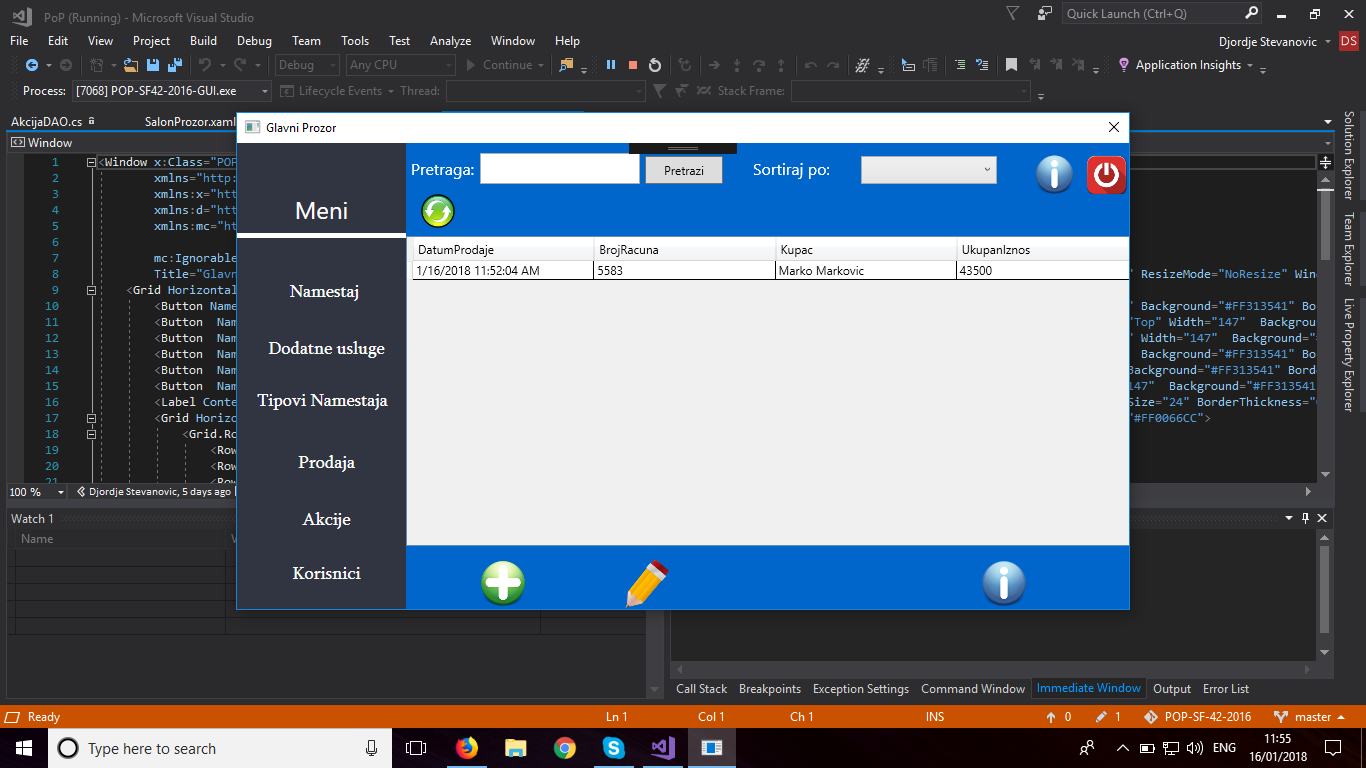 PoP (Running) - Microsoft Visual Studio
Quick Launch (Ctrl+Q)
File Edit View Project Build Debug Team Tools Test Analyze Window Help
Djordje Stevanovic DS
Debug Any CPU Continue Application Insights
Process: [7068] POP-SF42-2016-GUI.exe Lifecycle Events Thread: Stack Frame:
AkcijaDAO.cs SalonProzor.xaml
Glavni Prozor
Window
Meni
Pretraga: Pretrazi Sortiraj po:
DatumProdaje BrojRacuna Kupac UkupanIznos
1/16/2018 11:52:04 AM 5583 Marko Markovic 43500
Namestaj
Dodatne usluge
Tipovi Namestaja
Prodaja
Akcije
Korisnici
1 <Window x:Class="POP
2 xmlns="http:
3 xmlns:x="htt
4 xmlns:d="htt
5 xmlns:mc="ht
6
7 mc:Ignorable
8 Title="Glavn " ResizeMode="NoResize" Win
9 <Grid Horizontal
10 <Button Name " Background="#FF313541" Bo
11 <Button Nam "Top" Width="147" Backgrou
12 <Button Nam " Width="147" Background="#
13 <Button Nam Background="#FF313541" Bor
14 <Button Nam Background="#FF313541" Borde
15 <Button Nam 147" Background="#FF313541
16 <Label Conte Size="24" BorderThickness="
17 <Grid Horizo "#FF0066CC">
18 <Grid.Ro
19 <Row
20 <Row
21 <Row
100 % Djordje Stevanovic, 5 days ago
Watch 1
Name
Solution Explorer
Team Explorer
Live Property Explorer
Call Stack Breakpoints Exception Settings Command Window Immediate Window Output Error List
Ready Ln 1 Col 1 Ch 1 INS 0 1 POP-SF-42-2016 master
Type here to search
ENG
11:55
16/01/2018